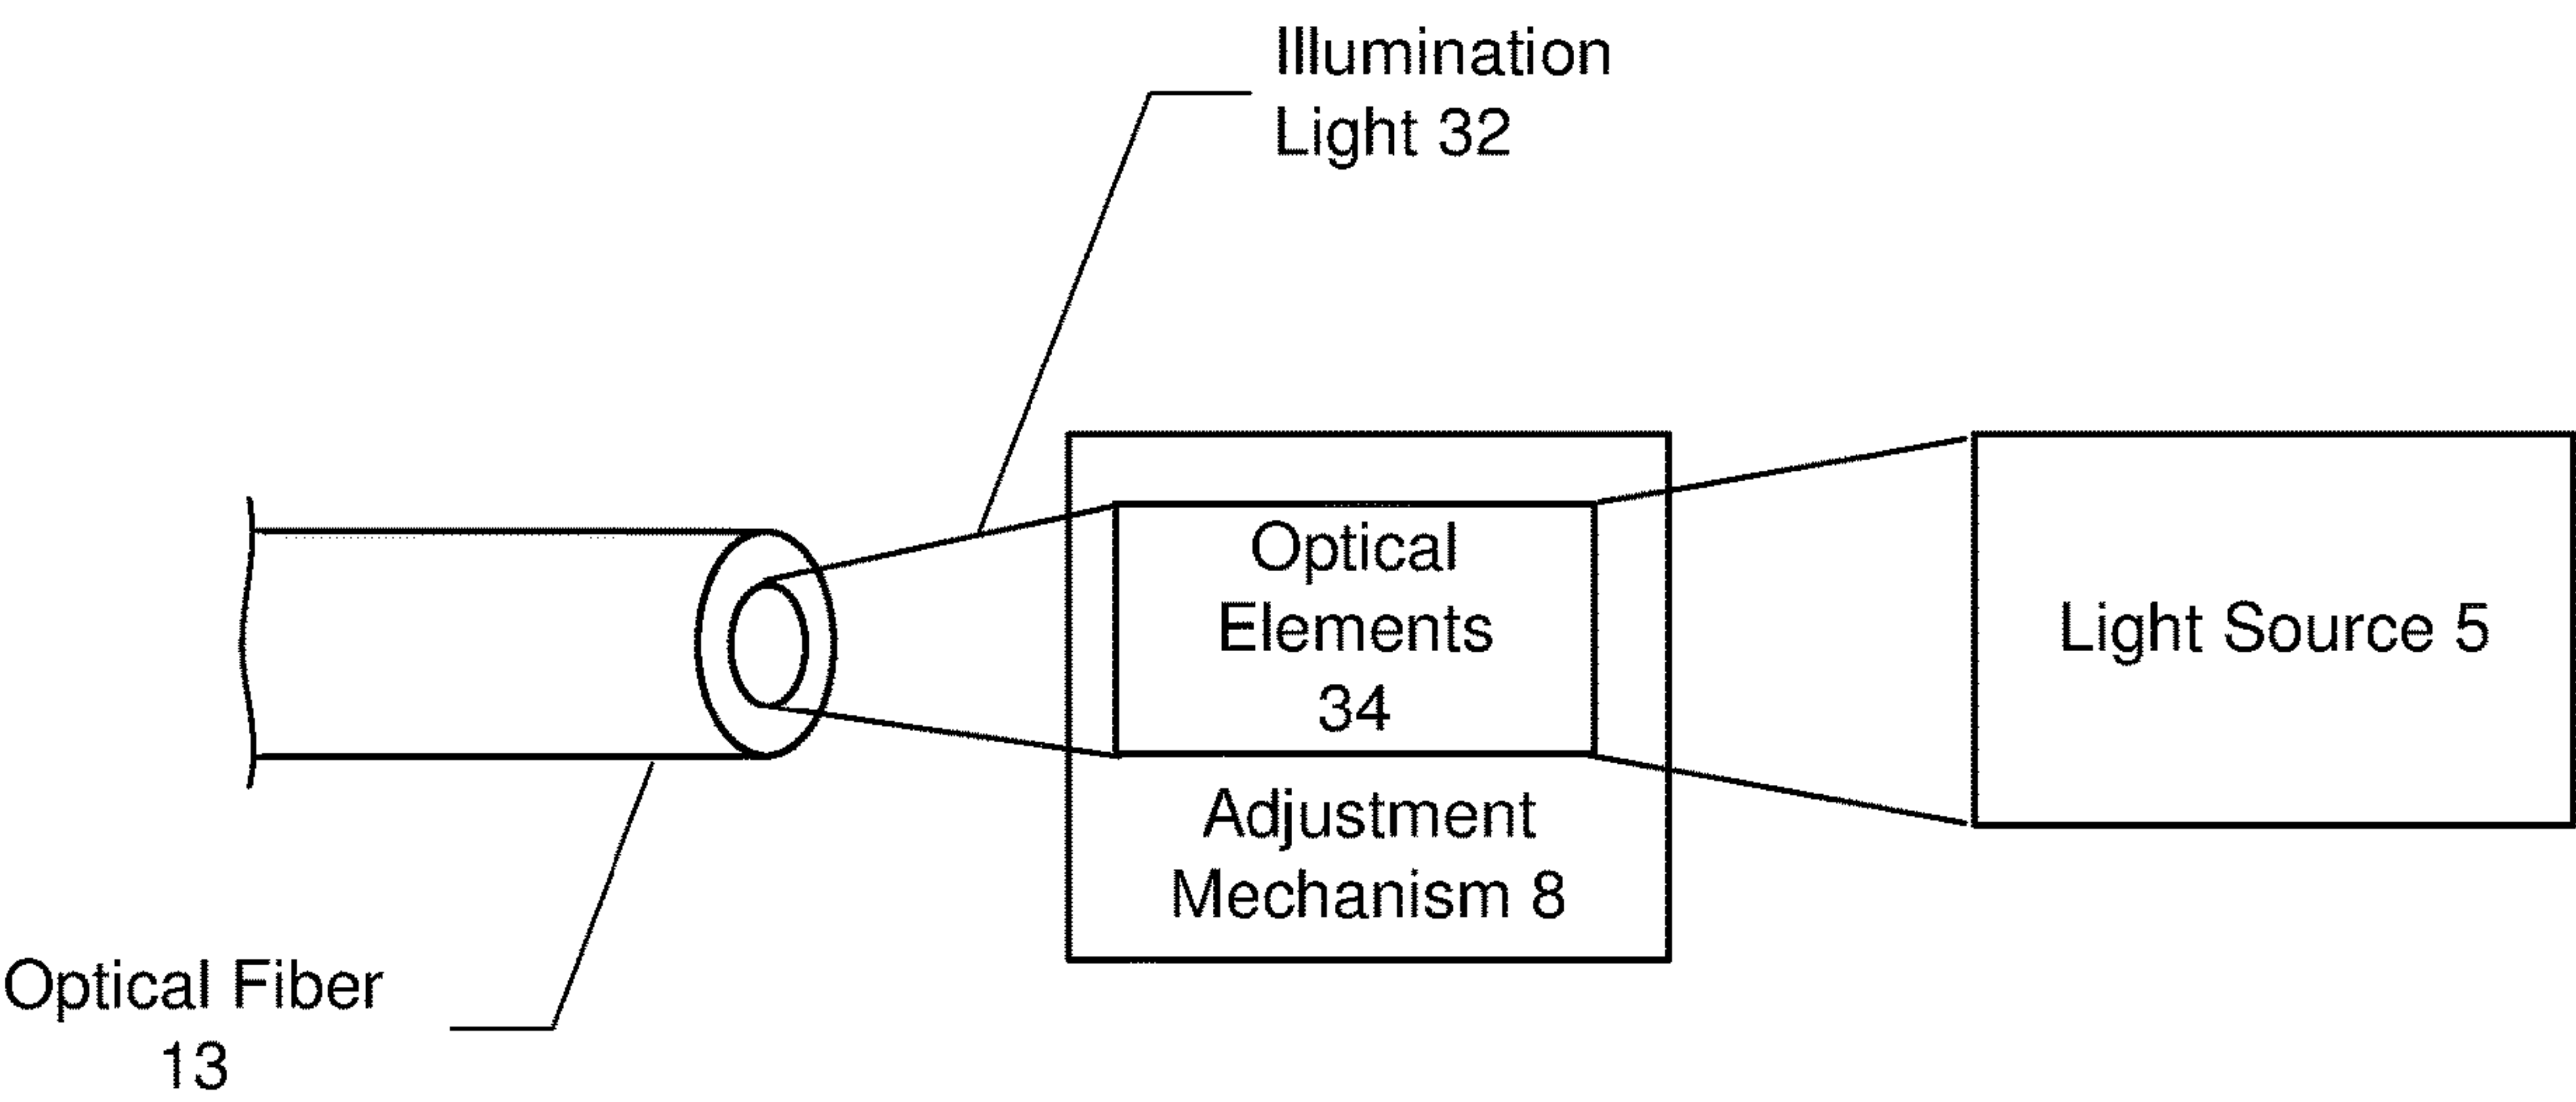 Illumination
Light 32
Optical
Elements
34
Light Source 5
Adjustment
Mechanism 8
Optical Fiber
13